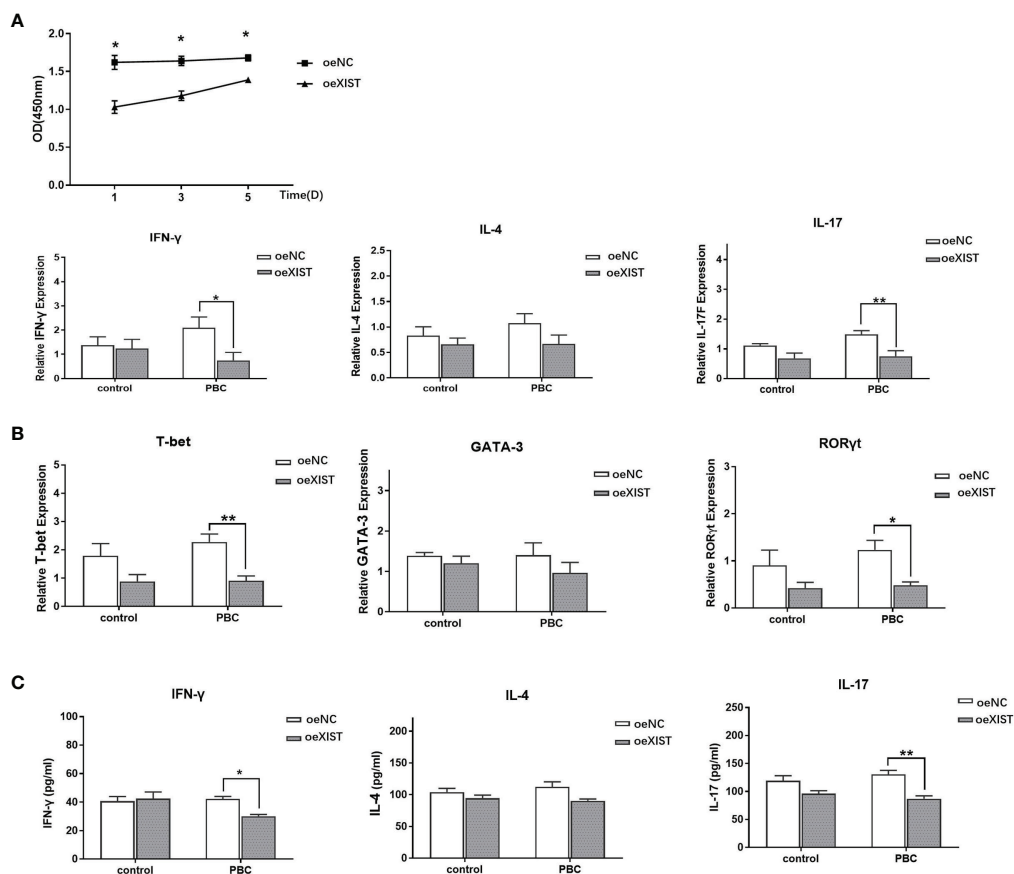 A
OD(450nm)
2.0
1.5
1.0
0.5
0.0
* * *
1 3 5 Time(D)
oeNC
oeXIST
IFN-γ
Relative IFN-γ Expression
5
4
3
2
1
0
*
control PBC
oeNC
oeXIST
IL-4
Relative IL-4 Expression
2.5
2.0
1.5
1.0
0.5
0.0
control PBC
oeNC
oeXIST
IL-17
Relative IL-17F Expression
4
3
2
1
0
**
control PBC
oeNC
oeXIST
B
T-bet
Relative T-bet Expression
5
4
3
2
1
0
**
control PBC
oeNC
oeXIST
GATA-3
Relative GATA-3 Expression
3
2
1
0
control PBC
oeNC
oeXIST
RORγt
Relative RORγt Expression
3
2
1
0
*
control PBC
oeNC
oeXIST
C
IFN-γ
IFN-γ (pg/ml)
100
80
60
40
20
0
*
control PBC
oeNC
oeXIST
IL-4
IL-4 (pg/ml)
200
150
100
50
0
control PBC
oeNC
oeXIST
IL-17
IL-17 (pg/ml)
250
200
150
100
50
0
**
control PBC
oeNC
oeXIST